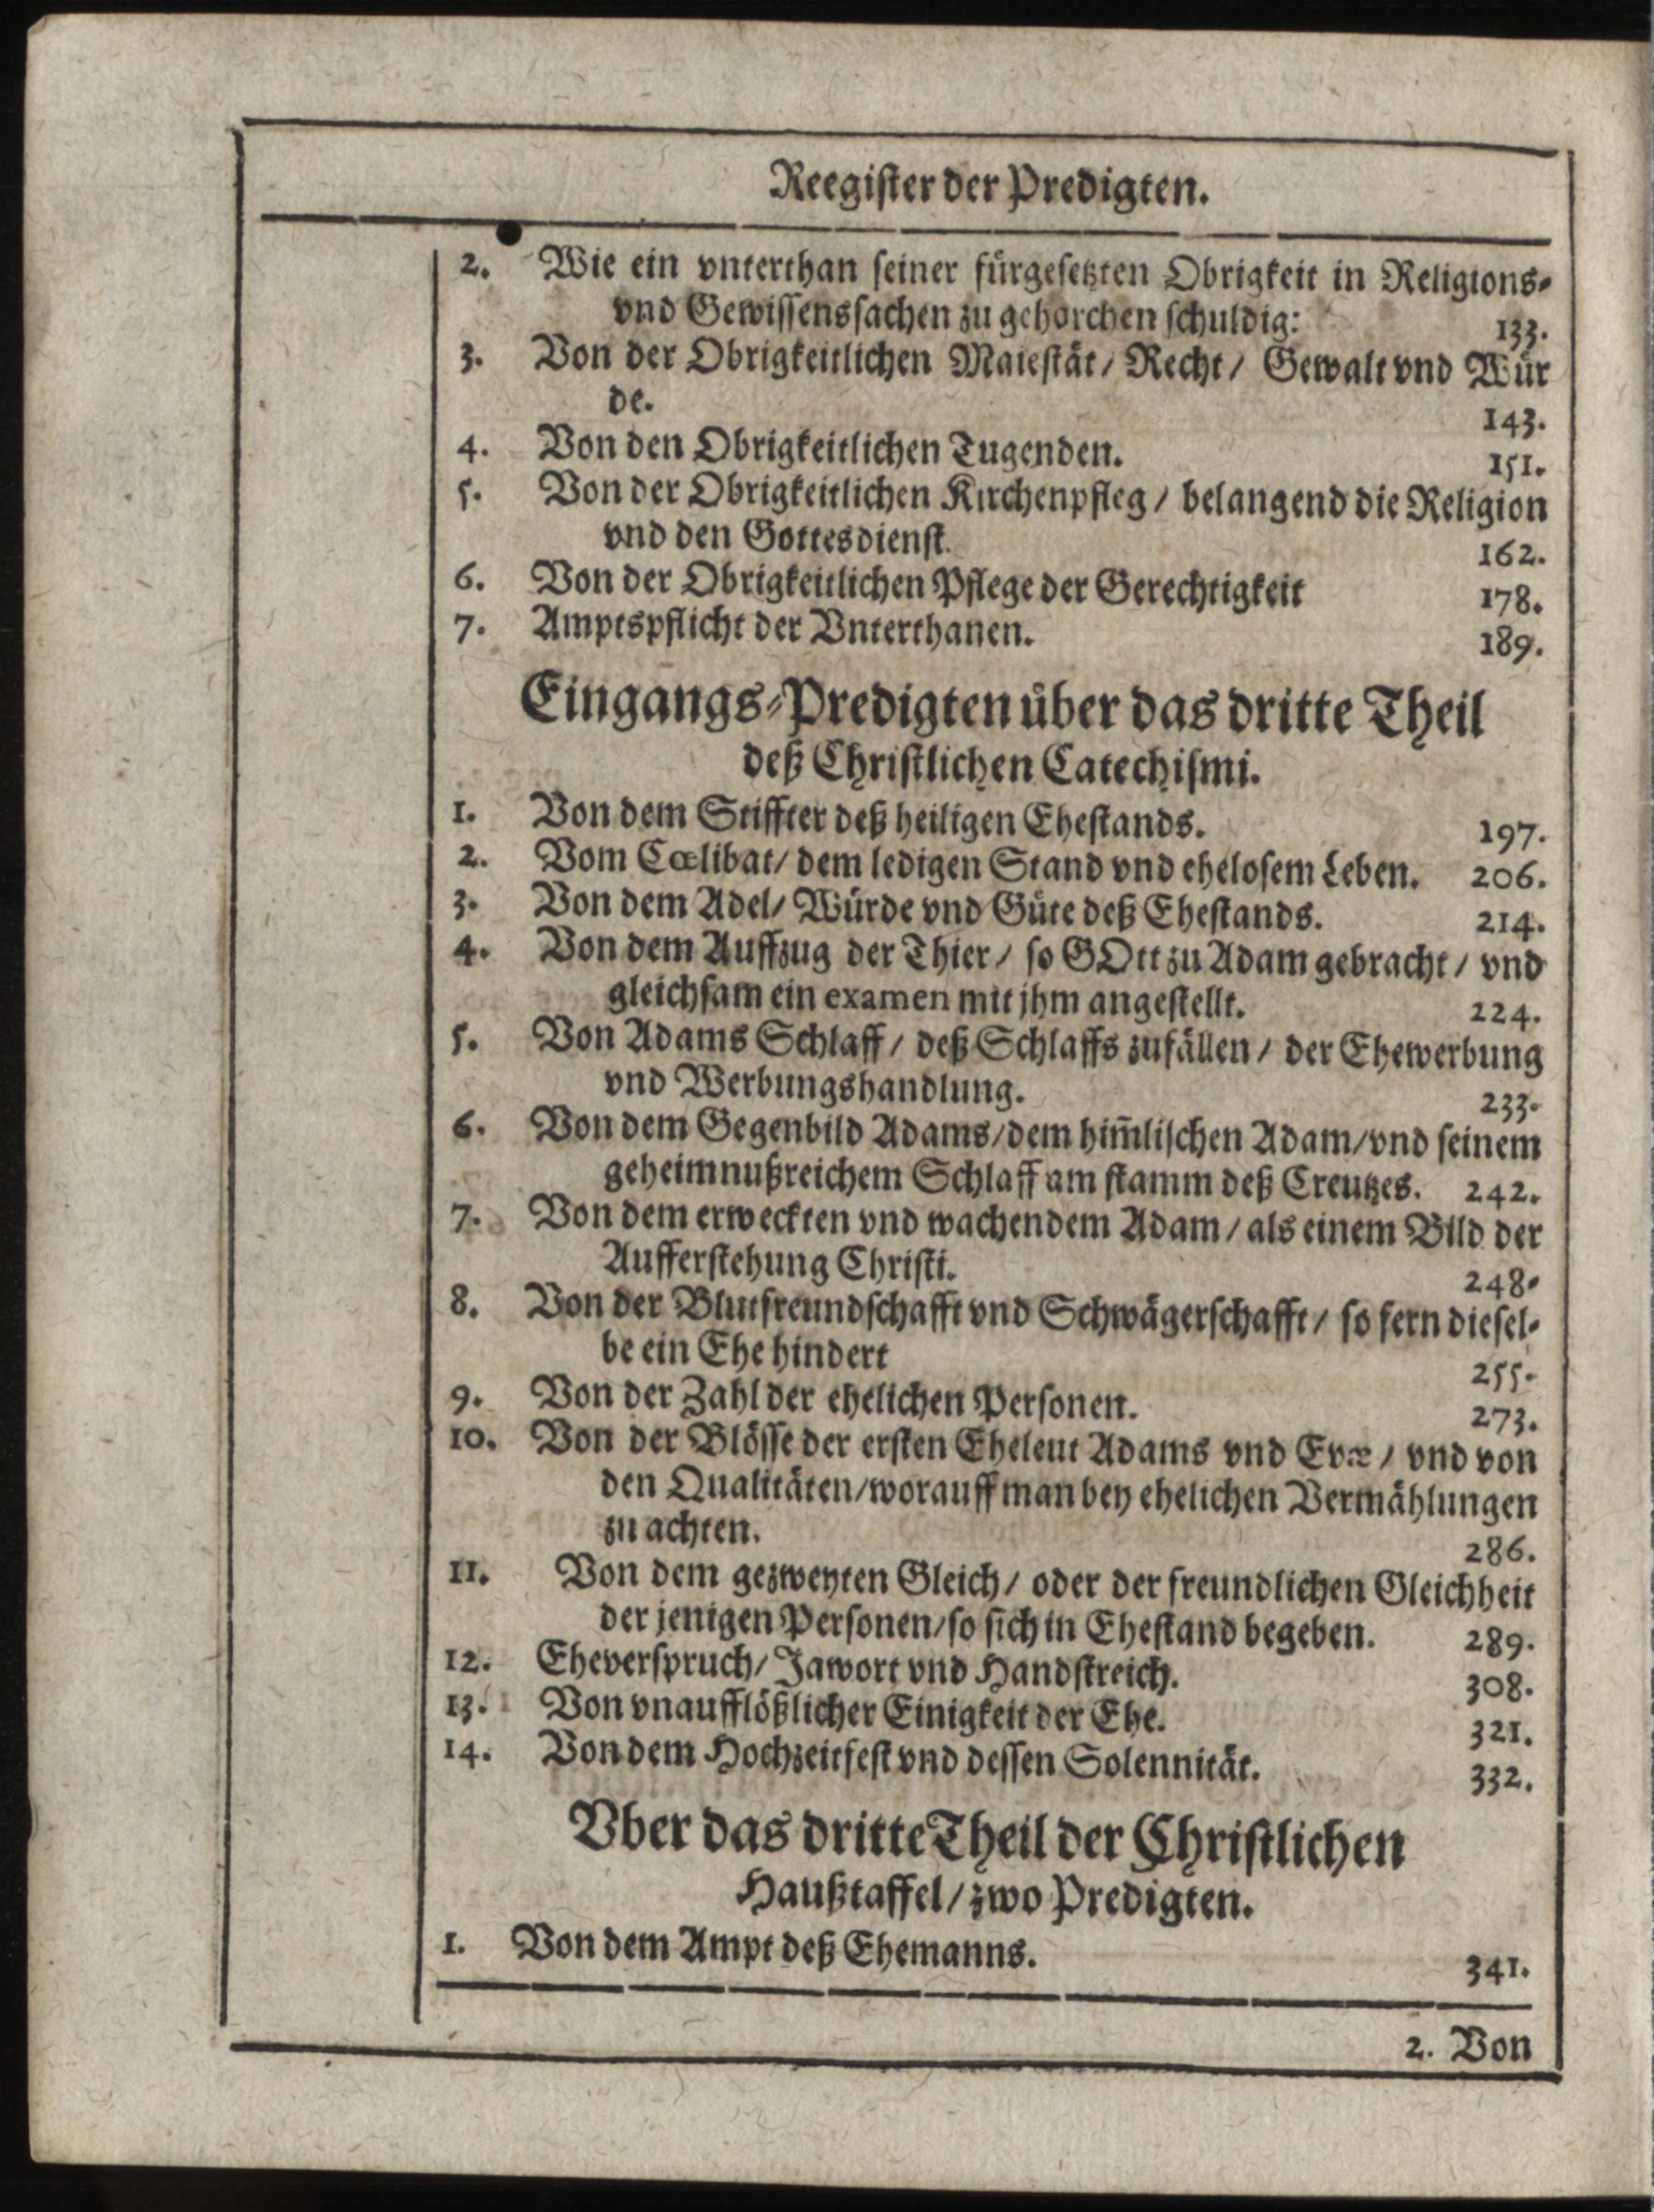 Reegister der Predigten.
2. Wie ein vnterthan seiner fürgesetzten Obrigkeit in Religions-
vnd Gewissenssachen zu gehorchen schuldig: 133.
3. Von der Obrigkeitlichen Maiestät/ Recht/ Gewalt vnd Wür
de. 143.
4. Von den Obrigkeitlichen Tugenden. 151.
5. Von der Obrigkeitlichen Kirchenpfleg/ belangend die Religion
vnd den Gottesdienst. 162.
6. Von der Obrigkeitlichen Pflege der Gerechtigkeit 178.
7. Amptspflicht der Vnterthanen. 189.
Eingangs-Predigten über das dritte Theil
deß Christlichen Catechismi.
1. Von dem Stiffter deß heiligen Ehestands. 197.
2. Vom Cœlibat/ dem ledigen Stand vnd ehelosem Leben. 206.
3. Von dem Adel/ Würde vnd Güte deß Ehestands. 214.
4. Von dem Auffzug der Thier/ so GOtt zu Adam gebracht/ vnd
gleichsam ein examen mit jhm angestellt. 224.
5. Von Adams Schlaff/ deß Schlaffs zufällen/ der Ehewerbung
vnd Werbungshandlung. 233.
6. Von dem Gegenbild Adams/ dem him̃lischen Adam/ vnd seinem
geheimnußreichem Schlaff am stamm deß Creutzes. 242.
7. Von dem erweckten vnd wachendem Adam/ als einem Bild der
Aufferstehung Christi. 248.
8. Von der Blutfreundschafft vnd Schwägerschafft/ so fern diesel-
be ein Ehe hindert 255.
9. Von der Zahl der ehelichen Personen. 273.
10. Von der Blösse der ersten Eheleut Adams vnd Evæ/ vnd von
den Qualitäten/ worauff man bey ehelichen Vermählungen
zu achten. 286.
11. Von dem gezweyten Gleich/ oder der freundlichen Gleichheit
der jenigen Personen/ so sich in Ehestand begeben. 289.
12. Eheverspruch/ Jawort vnd Handstreich. 308.
13. Von vnaufflößlicher Einigkeit der Ehe. 321.
14. Von dem Hochzeitfest vnd dessen Solennität. 332.
Vber das dritte Theil der Christlichen
Haußtaffel/ zwo Predigten.
1. Von dem Ampt deß Ehemanns. 341.
2. Von